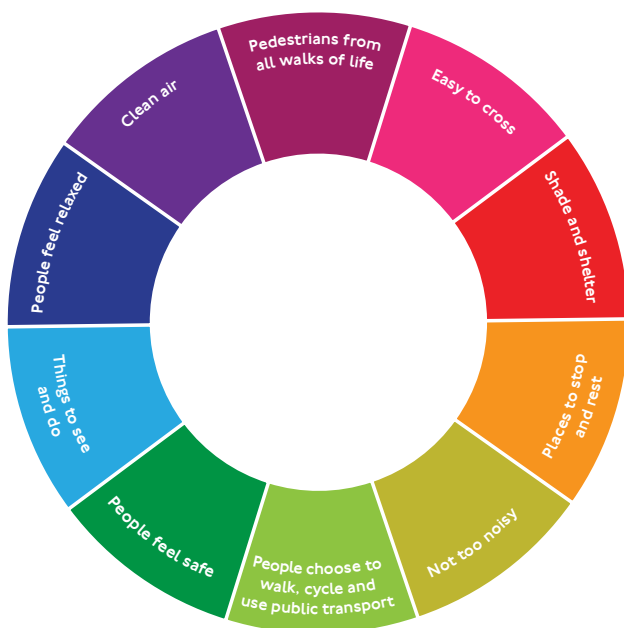 Pedestrians from
all walks of life
Easy to cross
Shade and shelter
Places to stop
and rest
Not too noisy
People choose to
walk, cycle and
use public transport
People feel safe
Things to see
and do
People feel relaxed
Clean air